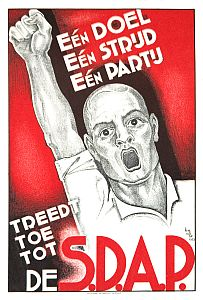 EÉN DOEL
EÉN STRIJD
EÉN PARTIJ
TREEDT
TOE
TOT
DE S.D.A.P.